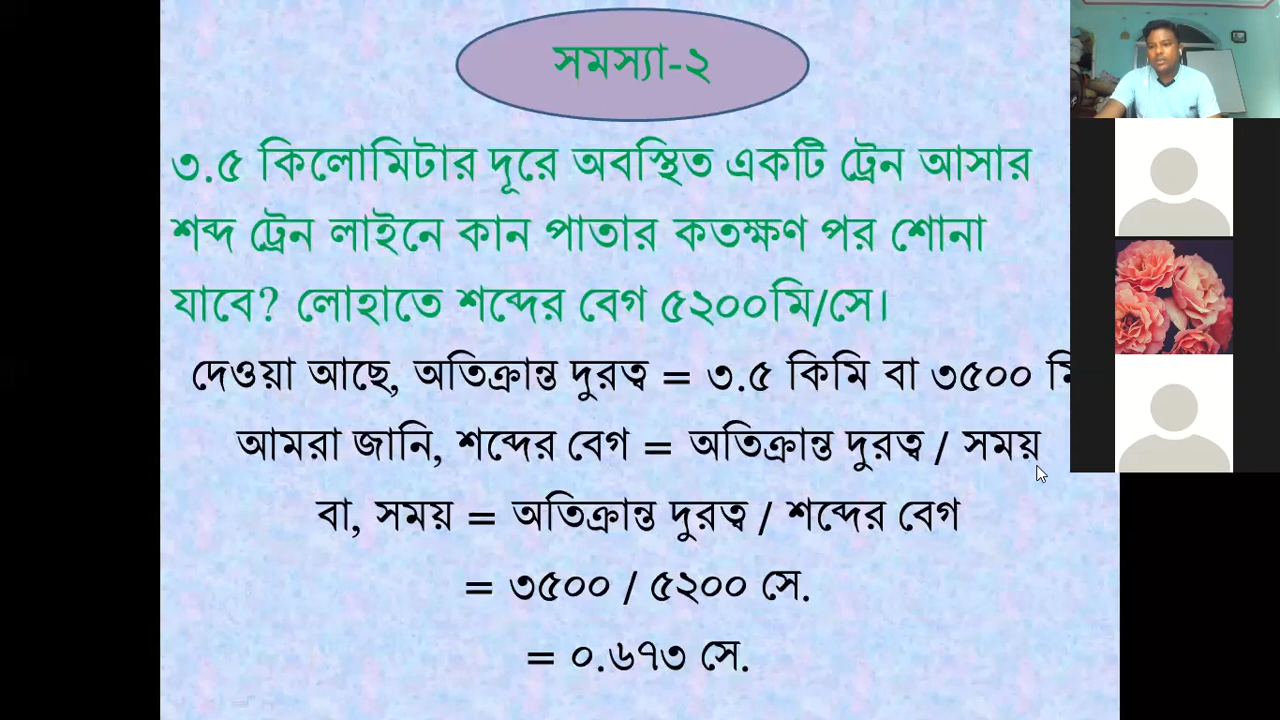 সমস্যা-২
৩.৫ কিলোমিটার দূরে অবস্থিত একটি ট্রেন আসার
শব্দ ট্রেন লাইনে কান পাতার কতক্ষণ পর শোনা
যাবে? লোহাতে শব্দের বেগ ৫২০০মি/সে।
দেওয়া আছে, অতিক্রান্ত দুরত্ব = ৩.৫ কিমি বা ৩৫০০
আমরা জানি, শব্দের বেগ = অতিক্রান্ত দুরত্ব / সময়
বা, সময় = অতিক্রান্ত দুরত্ব / শব্দের বেগ
= ৩৫০০ / ৫২০০ সে.
= ০.৬৭৩ সে.